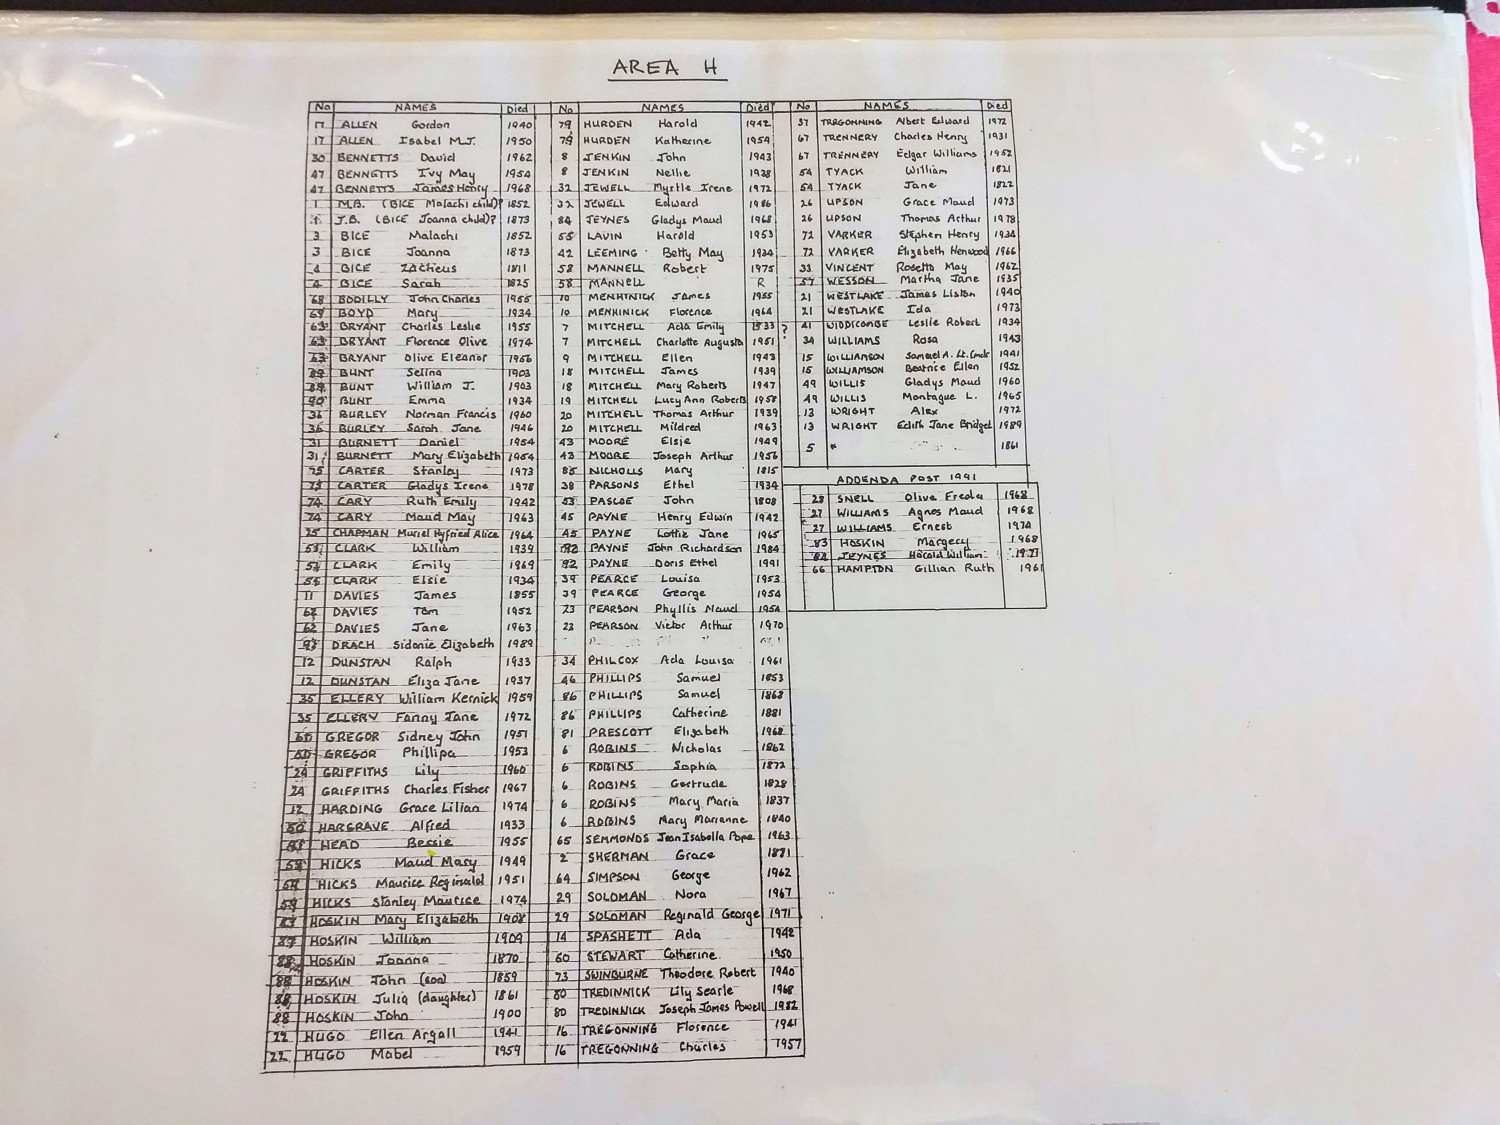 AREA H
No NAMES Died
17 ALLEN Gordon 1940
17 ALLEN Isabel M.J. 1950
30 BENNETTS David 1962
47 BENNETTS Ivy May 1954
47 BENNETTS James Henry 1968
1 M.B. (BICE Malachi child)? 1852
1 J.B. (BICE Joanna child)? 1873
3 BICE Malachi 1852
3 BICE Joanna 1873
4 BICE Zacheus 1811
4 BICE Sarah 1825
68 BODILLY John Charles 1955
69 BOYD Mary 1934
63 BRYANT Charles Leslie 1955
63 BRYANT Florence Olive 1974
63 BRYANT Olive Eleanor 1956
89 BUNT Selina 1903
89 BUNT William J. 1903
90 BUNT Emma 1934
36 BURLEY Norman Francis 1960
36 BURLEY Sarah Jane 1946
31 BURNETT Daniel 1954
31 BURNETT Mary Elizabeth 1954
75 CARTER Stanley 1973
75 CARTER Gladys Irene 1978
74 CARY Ruth Emily 1942
74 CARY Maud May 1963
25 CHAPMAN Muriel Alice 1964
CLARK William 1939
CLARK Emily 1969
55 CLARK Elsie 1934
11 DAVIES James 1855
62 DAVIES Tom 1952
62 DAVIES Jane 1963
DRACH Sidonie Elizabeth 1989
12 DUNSTAN Ralph 1933
12 DUNSTAN Eliza Jane 1937
35 ELLERY William Kernick 1959
35 ELLERY Fanny Jane 1972
GREGOR Sidney John 1951
GREGOR Phillipa 1953
24 GRIFFITHS Lily 1960
24 GRIFFITHS Charles Fisher 1967
12 HARDING Grace Lilian 1974
HARGRAVE Alfred 1933
HEAD Bessie 1955
59 HICKS Maud Mary 1949
59 HICKS Maurice Reginald 1951
59 HICKS Stanley Maurice 1974
HOSKIN Mary Elizabeth 1908
87 HOSKIN William 1909
88 HOSKIN Joanna 1870
88 HOSKIN John (son) 1859
88 HOSKIN Julia (daughter) 1861
88 HOSKIN John 1900
22 HUGO Ellen Argall 1941
22 HUGO Mabel 1959
No NAMES Died
79 HURDEN Harold 1942
79 HURDEN Katherine 1954
8 JENKIN John 1943
8 JENKIN Nellie 1928
32 JEWELL Myrtle Irene 1972
32 JEWELL Edward 1986
84 JEYNES Gladys Maud 1968
55 LAVIN Harold 1953
42 LEEMING Betty May 1934
58 MANNELL Robert 1975
58 MANNELL R
10 MENHINICK James 1955
10 MENHINICK Florence 1964
7 MITCHELL Ada Emily 1833 ?
7 MITCHELL Charlotte Augusta 1951
9 MITCHELL Ellen 1943
18 MITCHELL James 1939
18 MITCHELL Mary Roberts 1947
19 MITCHELL Lucy Ann Roberts 1958
20 MITCHELL Thomas Arthur 1939
20 MITCHELL Mildred 1963
43 MOORE Elsie 1949
43 MOORE Joseph Arthur 1956
85 NICHOLLS Mary 1815
38 PARSONS Ethel 1934
53 PASCOE John 1808
45 PAYNE Henry Edwin 1942
45 PAYNE Lottie Jane 1965
92 PAYNE John Richardson 1984
92 PAYNE Doris Ethel 1991
39 PEARCE Louisa 1953
39 PEARCE George 1954
23 PEARSON Phyllis Naud 1954
23 PEARSON Victor Arthur 1970
34 PHILCOX Ada Louisa 1961
46 PHILLIPS Samuel 1853
86 PHILLIPS Samuel 1868
86 PHILLIPS Catherine 1881
81 PRESCOTT Elizabeth 1968
6 ROBINS Nicholas 1862
6 ROBINS Sophia 1872
6 ROBINS Gertrude 1828
6 ROBINS Mary Maria 1837
6 ROBINS Mary Marianne 1840
65 SEMMONDS Jean Isabella Pope 1963
2 SHERMAN Grace 1871
64 SIMPSON George 1962
29 SOLOMAN Nora 1967
29 SOLOMAN Reginald George 1971
14 SPASHETT Ada 1942
60 STEWART Catherine 1950
73 SWINBURNE Theodore Robert 1940
80 TREDINNICK Lily Searle 1968
80 TREDINNICK Joseph James Powell 1982
16 TREGONNING Florence 1941
16 TREGONNING Charles 1957
No NAMES Died
37 TREGONNING Albert Edward 1972
67 TRENNERY Charles Henry 1931
67 TRENNERY Edgar Williams 1952
54 TYACK William 1821
54 TYACK Jane 1822
26 UPSON Grace Maud 1973
26 UPSON Thomas Arthur 1978
72 VARKER Stephen Henry 1934
72 VARKER Elizabeth Henwood 1966
33 VINCENT Rosetta May 1962
57 WESSON Martha Jane 1935
21 WESTLAKE James Liston 1940
21 WESTLAKE Ida 1973
41 WIDDICOMBE Leslie Robert 1934
34 WILLIAMS Rosa 1943
15 WILLIAMSON Samuel A. Lt.Cmdr 1941
15 WILLIAMSON Beatrice Ellen 1952
49 WILLIS Gladys Maud 1960
49 WILLIS Montague L. 1965
13 WRIGHT Alex 1972
13 WRIGHT Edith Jane Bridget 1989
5 * 1861
ADDENDA POST 1991
28 SNELL Olive Freda 1968
27 WILLIAMS Agnes Maud 1968
27 WILLIAMS Ernest 1974
83 HOSKIN Margery 1968
84 JEYNES Harold William
66 HAMPTON Gillian Ruth 1961